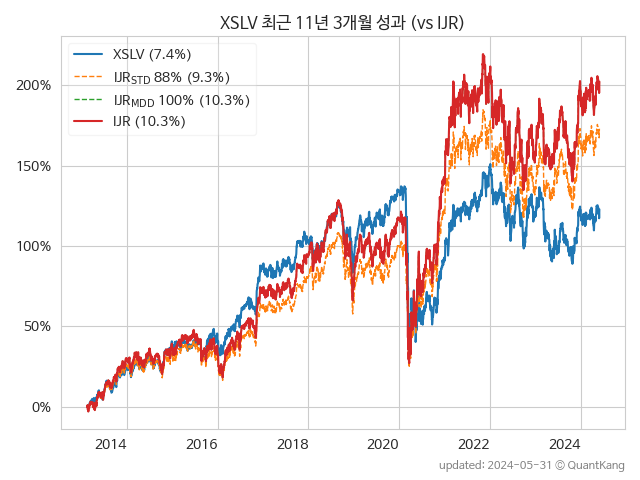 XSLV 최근 11년 3개월 성과 (vs IJR)
XSLV (7.4%)
IJR_STD 88% (9.3%)
IJR_MDD 100% (10.3%)
IJR (10.3%)
200%
150%
100%
50%
0%
2014 2016 2018 2020 2022 2024
updated: 2024-05-31 © QuantKang